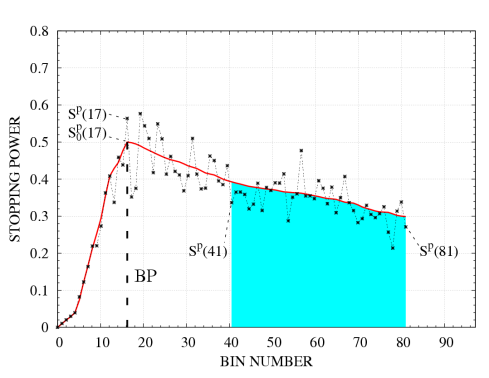 0.8
0.7
0.6
S^p(17)
0.5
S_0^p(17)
0.4
0.3
S^p(41)
S^p(81)
0.2
BP
0.1
0
0 10 20 30 40 50 60 70 80 90
STOPPING POWER
BIN NUMBER